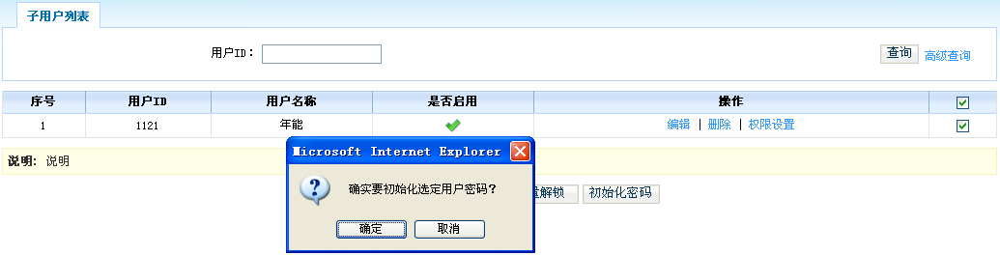 子用户列表
用户ID：
查询 高级查询
序号 用户ID 用户名称 是否启用 操作
1 1121 年能 编辑 | 删除 | 权限设置
说明: 说明
Microsoft Internet Explorer
确实要初始化选定用户密码？
确定 取消
解锁 初始化密码